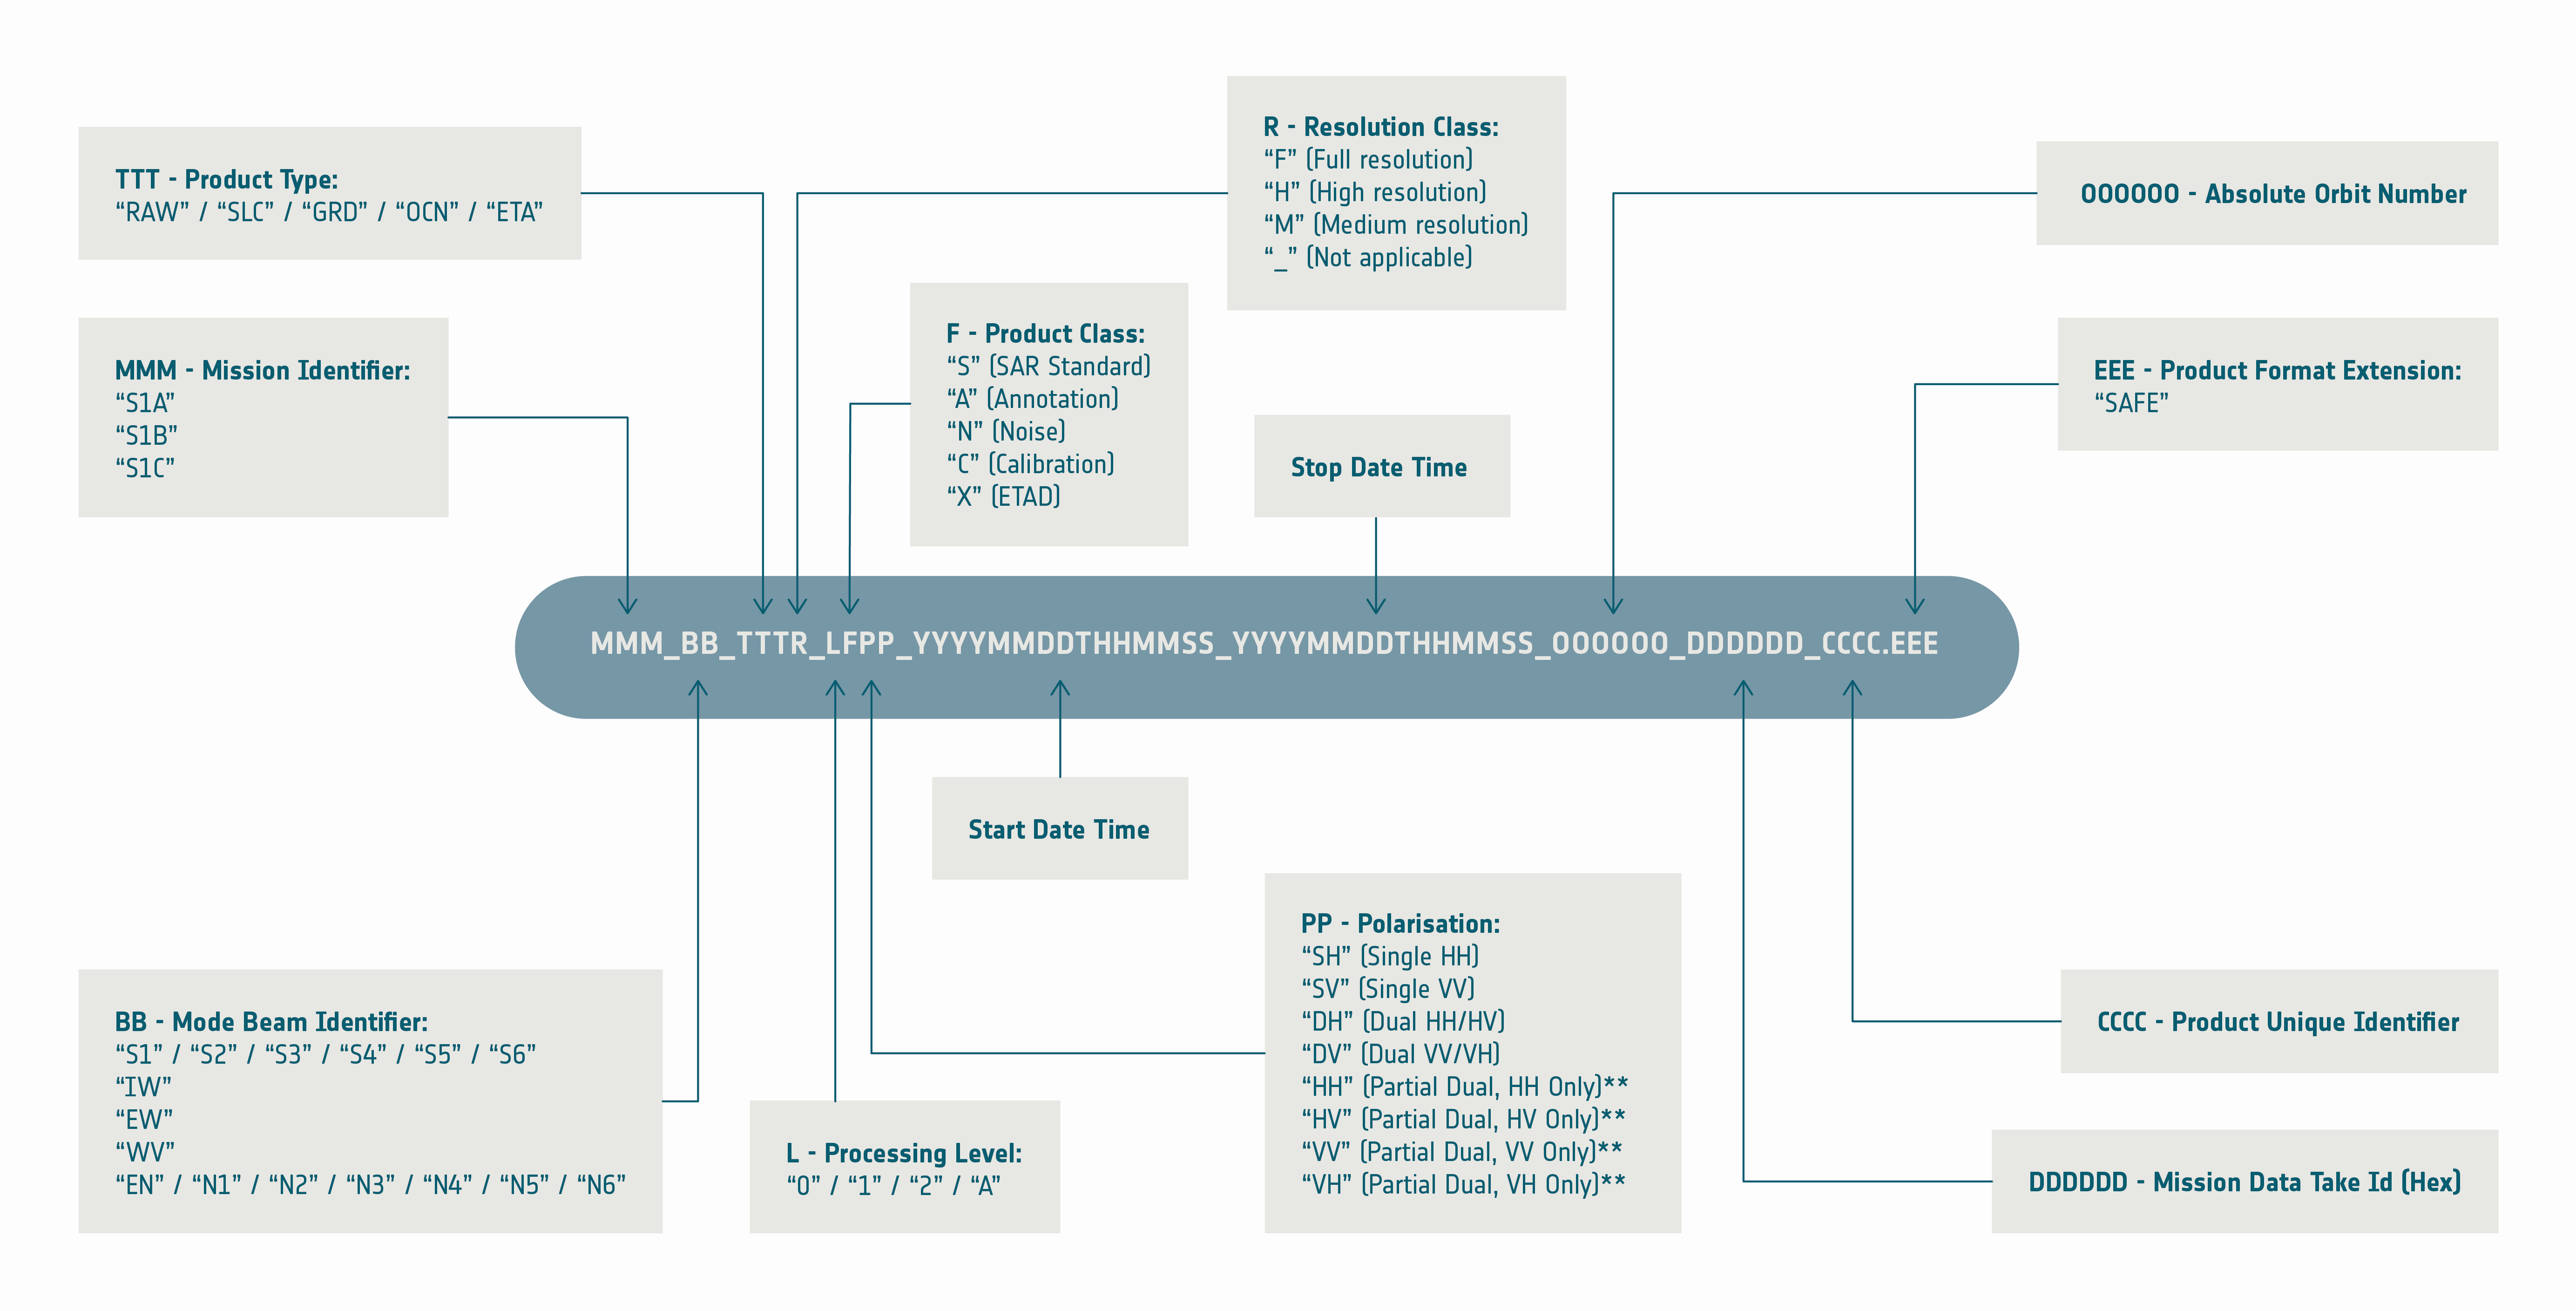 TTT - Product Type:
“RAW” / “SLC” / “GRD” / “OCN” / “ETA”
MMM - Mission Identifier:
“S1A”
“S1B”
“S1C”
R - Resolution Class:
“F” (Full resolution)
“H” (High resolution)
“M” (Medium resolution)
“_” (Not applicable)
F - Product Class:
“S” (SAR Standard)
“A” (Annotation)
“N” (Noise)
“C” (Calibration)
“X” (ETAD)
Stop Date Time
OOOOOO - Absolute Orbit Number
EEE - Product Format Extension:
“SAFE”
MMM_BB_TTTR_LFPP_YYYYMMDDTHHMMSS_YYYYMMDDTHHMMSS_OOOOOO_DDDDDD_CCCC.EEE
Start Date Time
BB - Mode Beam Identifier:
“S1” / “S2” / “S3” / “S4” / “S5” / “S6”
“IW”
“EW”
“WV”
“EN” / “N1” / “N2” / “N3” / “N4” / “N5” / “N6”
L - Processing Level:
“0” / “1” / “2” / “A”
PP - Polarisation:
“SH” (Single HH)
“SV” (Single VV)
“DH” (Dual HH/HV)
“DV” (Dual VV/VH)
“HH” (Partial Dual, HH Only)**
“HV” (Partial Dual, HV Only)**
“VV” (Partial Dual, VV Only)**
“VH” (Partial Dual, VH Only)**
CCCC - Product Unique Identifier
DDDDDD - Mission Data Take Id (Hex)